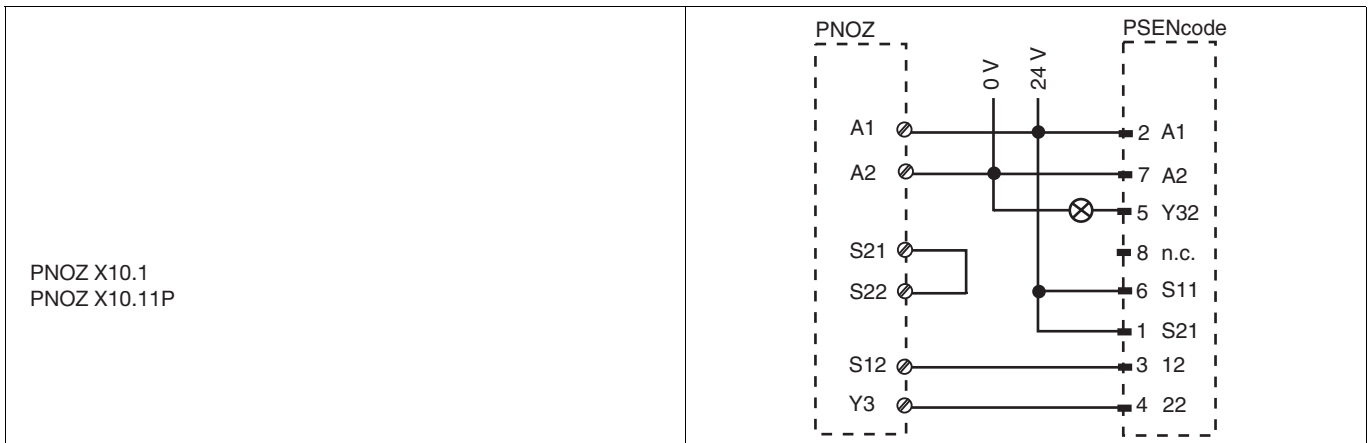 PNOZ X10.1
PNOZ X10.11P
PNOZ
PSENcode
0 V
24 V
A1
2 A1
A2
7 A2
5 Y32
S21
8 n.c.
S22
6 S11
1 S21
S12
3 12
Y3
4 22